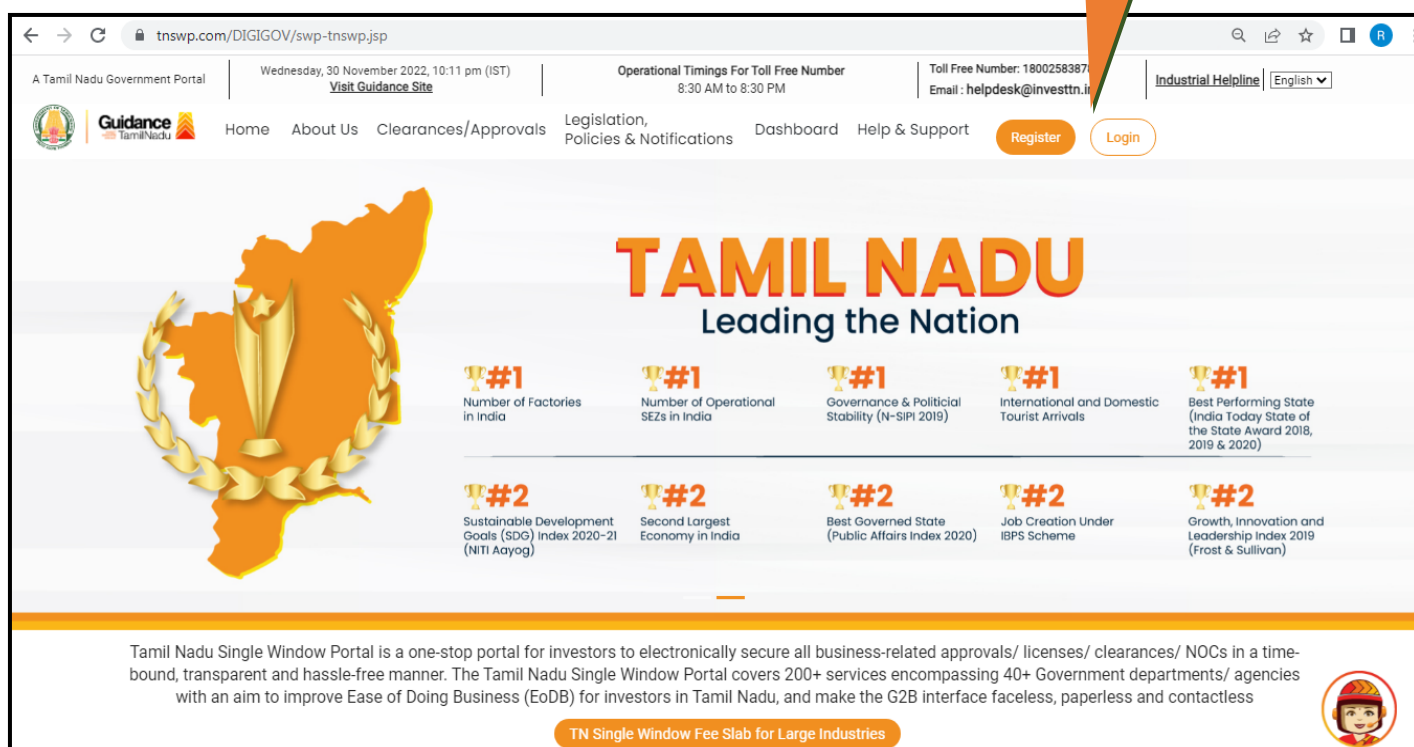 tnswp.com/DIGIGOV/swp-tnswp.jsp
R
A Tamil Nadu Government Portal
Wednesday, 30 November 2022, 10:11 pm (IST)
Visit Guidance Site
Operational Timings For Toll Free Number
8:30 AM to 8:30 PM
Toll Free Number:
Email : helpdesk@investtn.in
Industrial Helpline
English
Guidance
TamilNadu
Home
About Us
Clearances/Approvals
Legislation,
Policies & Notifications
Dashboard
Help & Support
Register
Login
TAMIL NADU
Leading the Nation
#1
Number of Factories
in India
#1
Number of Operational
SEZs in India
#1
Governance & Politicial
Stability (N-SIPI 2019)
#1
International and Domestic
Tourist Arrivals
#1
Best Performing State
(India Today State of
the State Award 2018,
2019 & 2020)
#2
Sustainable Development
Goals (SDG) Index 2020-21
(NITI Aayog)
#2
Second Largest
Economy in India
#2
Best Governed State
(Public Affairs Index 2020)
#2
Job Creation Under
IBPS Scheme
#2
Growth, Innovation and
Leadership Index 2019
(Frost & Sullivan)
Tamil Nadu Single Window Portal is a one-stop portal for investors to electronically secure all business-related approvals/ licenses/ clearances/ NOCs in a time-
bound, transparent and hassle-free manner. The Tamil Nadu Single Window Portal covers 200+ services encompassing 40+ Government departments/ agencies
with an aim to improve Ease of Doing Business (EoDB) for investors in Tamil Nadu, and make the G2B interface faceless, paperless and contactless
TN Single Window Fee Slab for Large Industries